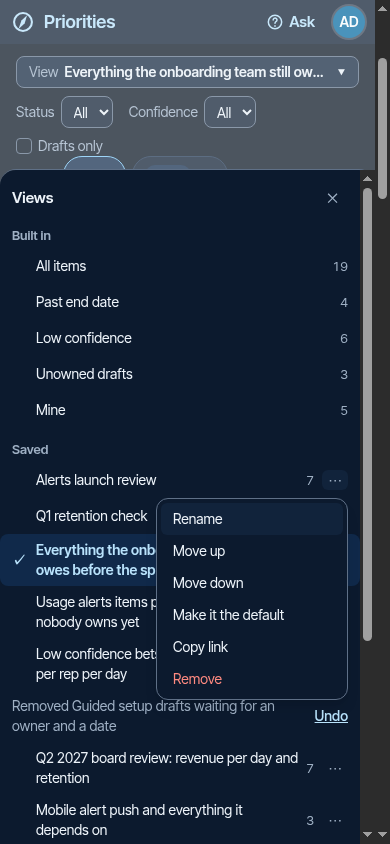 Priorities
Ask
AD
View Everything the onboarding team still ow...
Status All Confidence All
Drafts only
Views
Built in
All items 19
Past end date 4
Low confidence 6
Unowned drafts 3
Mine 5
Saved
Alerts launch review 7 ...
Q1 retention check
Everything the onb
owes before the sp
Usage alerts items
nobody owns yet
Low confidence bets
per rep per day
Rename
Move up
Move down
Make it the default
Copy link
Remove
Removed Guided setup drafts waiting for an
owner and a date
Undo
Q2 2027 board review: revenue per day and
retention
7 ...
Mobile alert push and everything it
depends on
3 ...